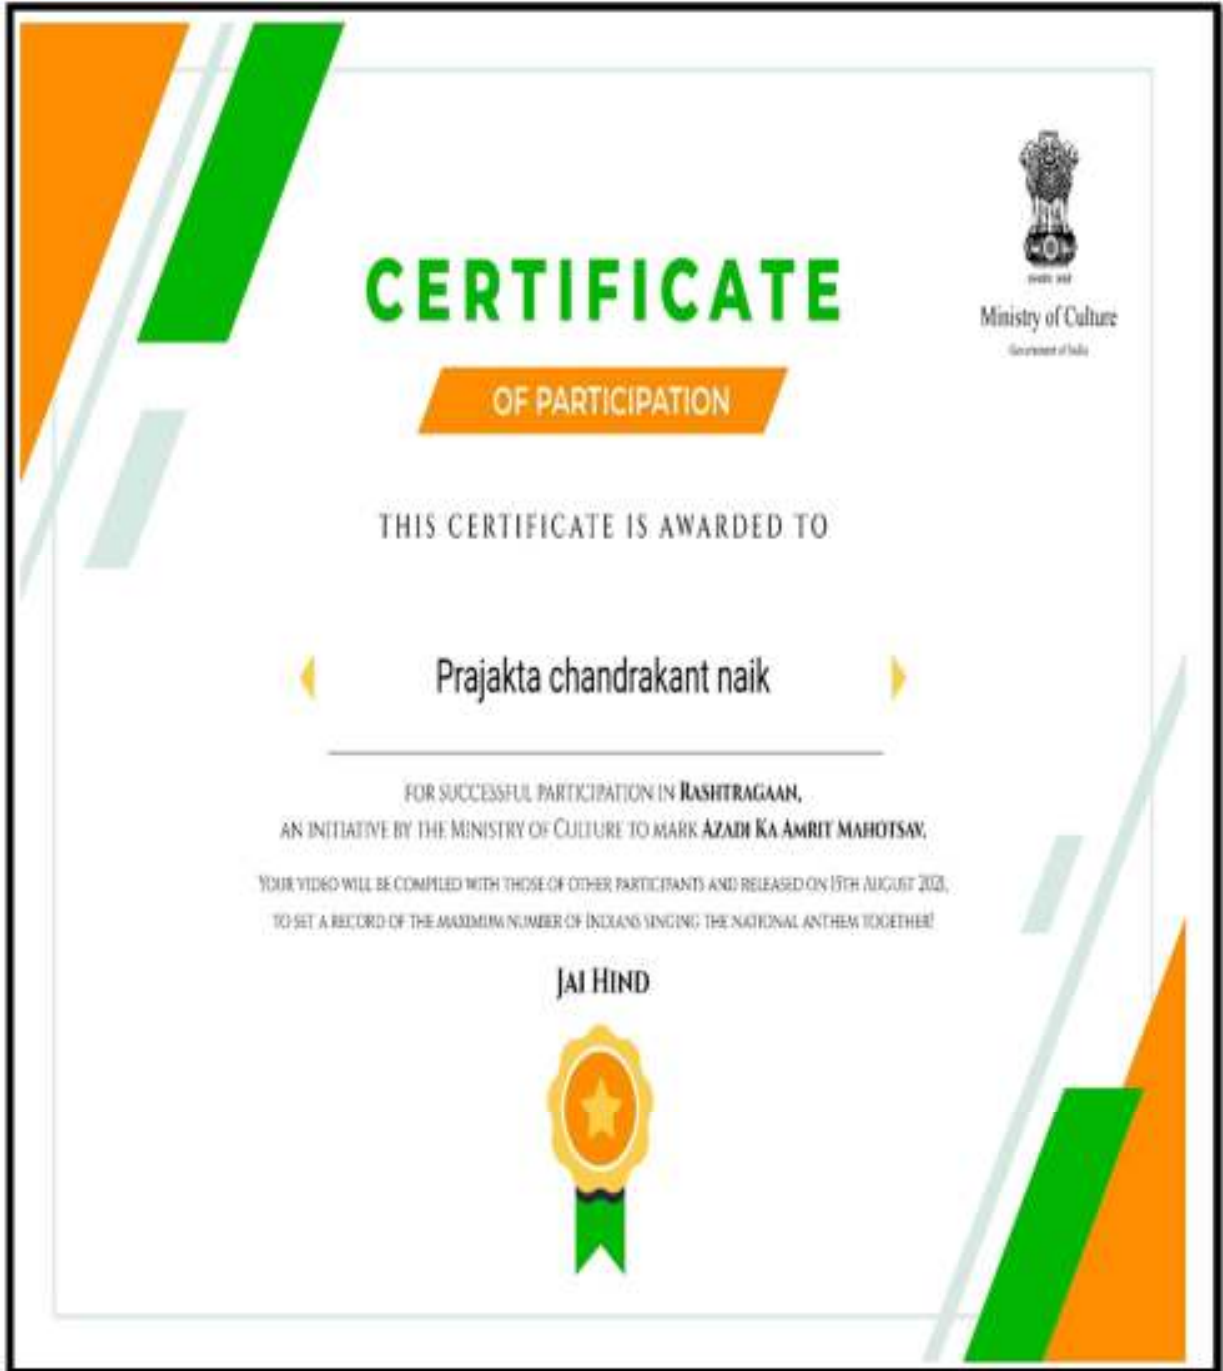 CERTIFICATE
OF PARTICIPATION
Ministry of Culture
Government of India
THIS CERTIFICATE IS AWARDED TO
Prajakta chandrakant naik
FOR SUCCESSFUL PARTICIPATION IN RASHTRAGAAN,
AN INITIATIVE BY THE MINISTRY OF CULTURE TO MARK AZADI KA AMRIT MAHOTSAV.
YOUR VIDEO WILL BE COMPILED WITH THOSE OF OTHER PARTICIPANTS AND RELEASED ON 15TH AUGUST 2021,
TO SET A RECORD OF THE MAXIMUM NUMBER OF INDIANS SINGING THE NATIONAL ANTHEM TOGETHER!
JAI HIND